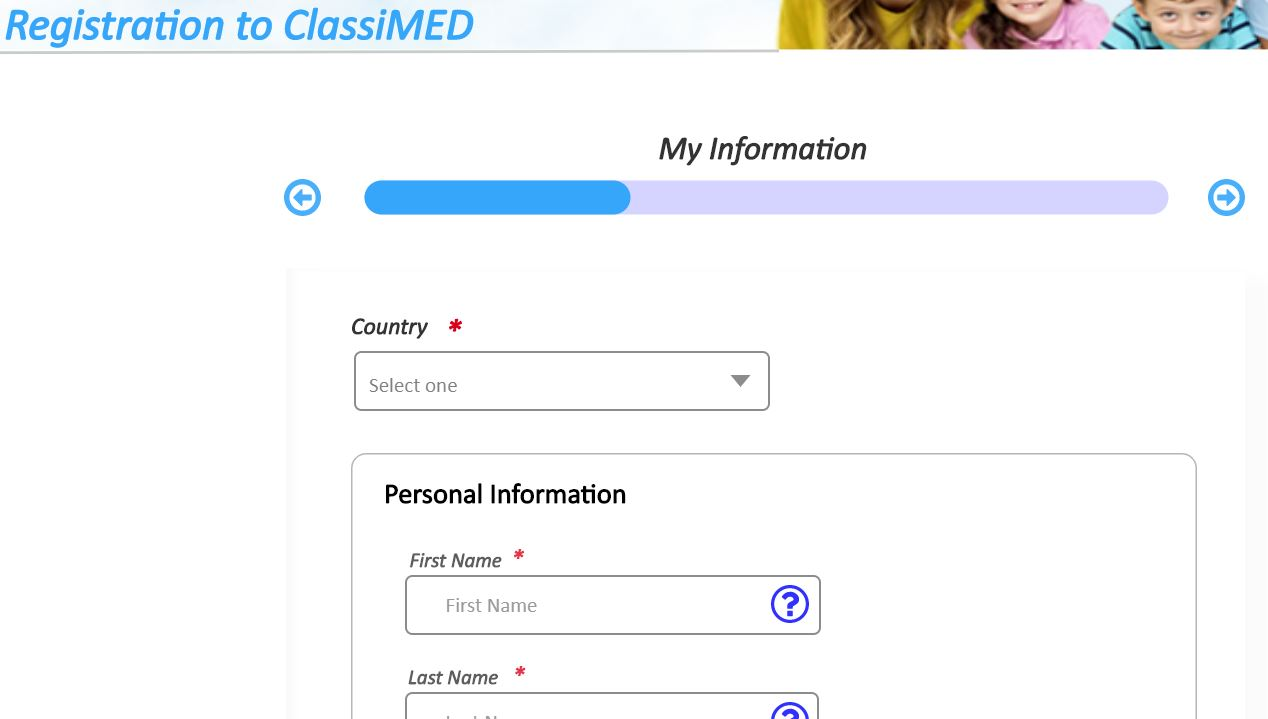 Registration to ClassiMED
My Information
Country *
Select one
Personal Information
First Name *
First Name
?
Last Name *
?